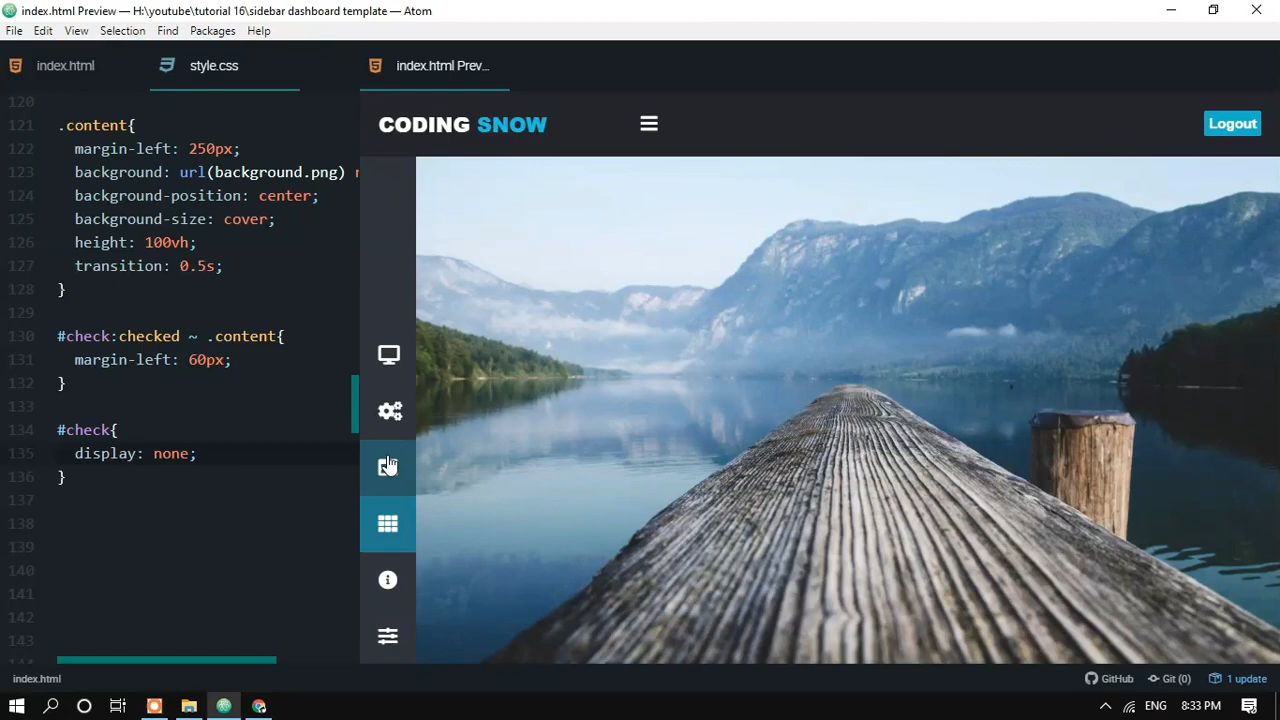 index.html Preview — H:\youtube\tutorial 16\sidebar dashboard template — Atom
File Edit View Selection Find Packages Help
index.html style.css index.html Prev...
CODING SNOW
Logout
120
121 .content{
122 margin-left: 250px;
123 background: url(background.png)
124 background-position: center;
125 background-size: cover;
126 height: 100vh;
127 transition: 0.5s;
128 }
129
130 #check:checked ~ .content{
131 margin-left: 60px;
132 }
133
134 #check{
135 display: none;
136 }
137
138
139
140
141
142
143
index.html GitHub Git (0) 1 update
ENG 8:33 PM